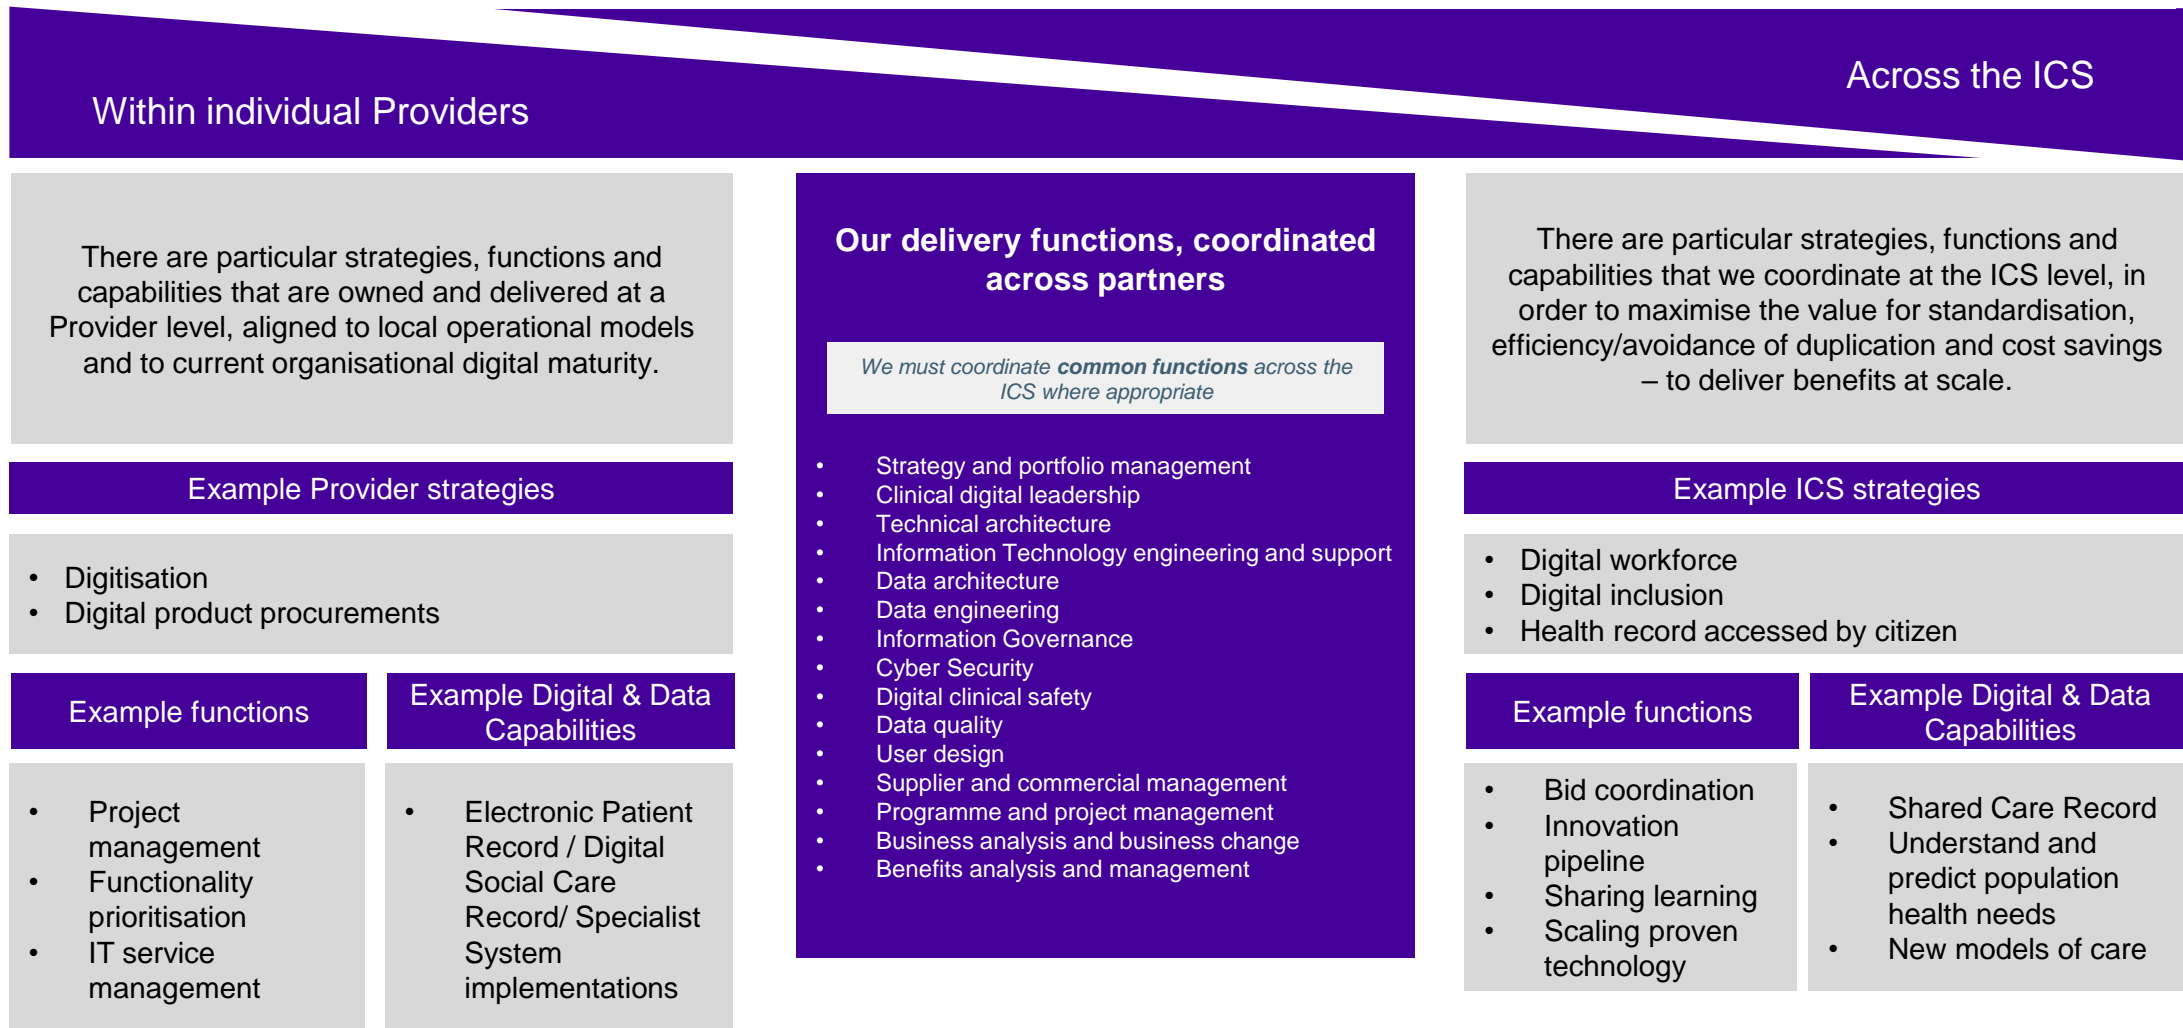 Within individual Providers
Across the ICS
There are particular strategies, functions and
capabilities that are owned and delivered at a
Provider level, aligned to local operational models
and to current organisational digital maturity.
Example Provider strategies
• Digitisation
• Digital product procurements
Example functions
• Project
management
• Functionality
prioritisation
• IT service
management
Example Digital & Data
Capabilities
• Electronic Patient
Record / Digital
Social Care
Record/ Specialist
System
implementations
Our delivery functions, coordinated
across partners
We must coordinate common functions across the
ICS where appropriate
• Strategy and portfolio management
• Clinical digital leadership
• Technical architecture
• Information Technology engineering and support
• Data architecture
• Data engineering
• Information Governance
• Cyber Security
• Digital clinical safety
• Data quality
• User design
• Supplier and commercial management
• Programme and project management
• Business analysis and business change
• Benefits analysis and management
There are particular strategies, functions and
capabilities that we coordinate at the ICS level, in
order to maximise the value for standardisation,
efficiency/avoidance of duplication and cost savings
– to deliver benefits at scale.
Example ICS strategies
• Digital workforce
• Digital inclusion
• Health record accessed by citizen
Example functions
• Bid coordination
• Innovation
pipeline
• Sharing learning
• Scaling proven
technology
Example Digital & Data
Capabilities
• Shared Care Record
• Understand and
predict population
health needs
• New models of care